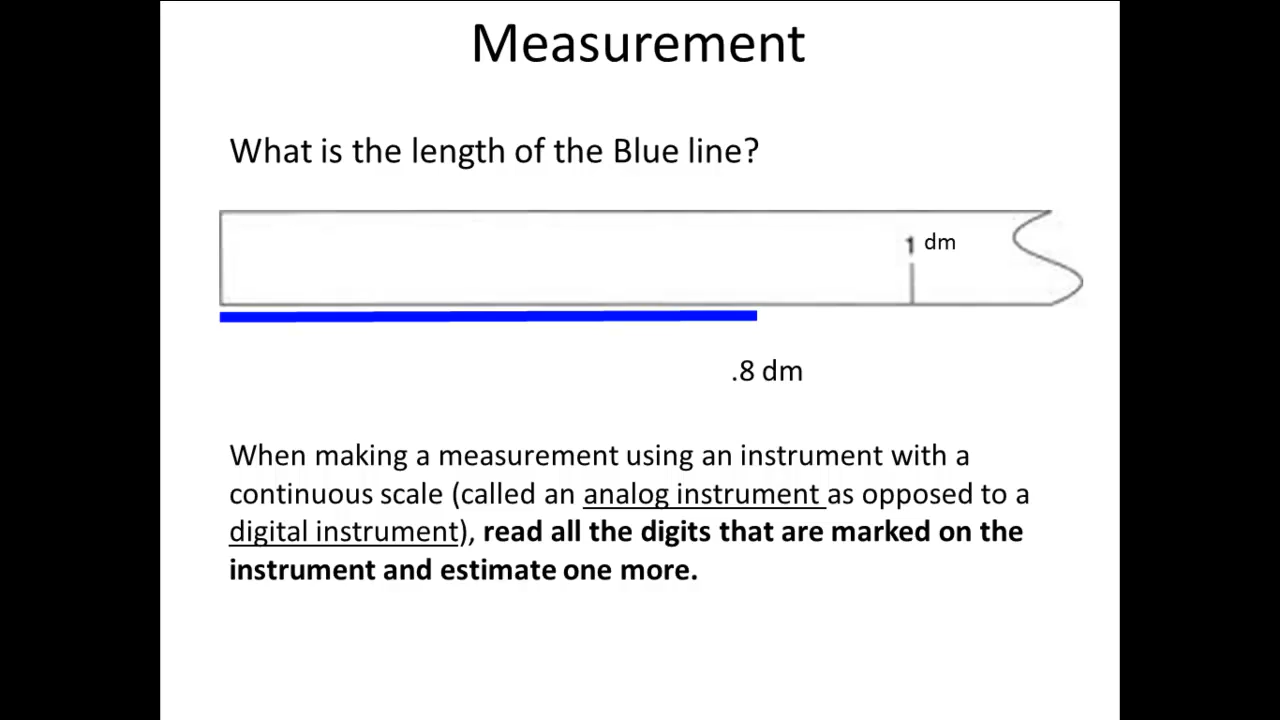 Measurement
What is the length of the Blue line?
1 dm
.8 dm
When making a measurement using an instrument with a
continuous scale (called an analog instrument as opposed to a
digital instrument), read all the digits that are marked on the
instrument and estimate one more.